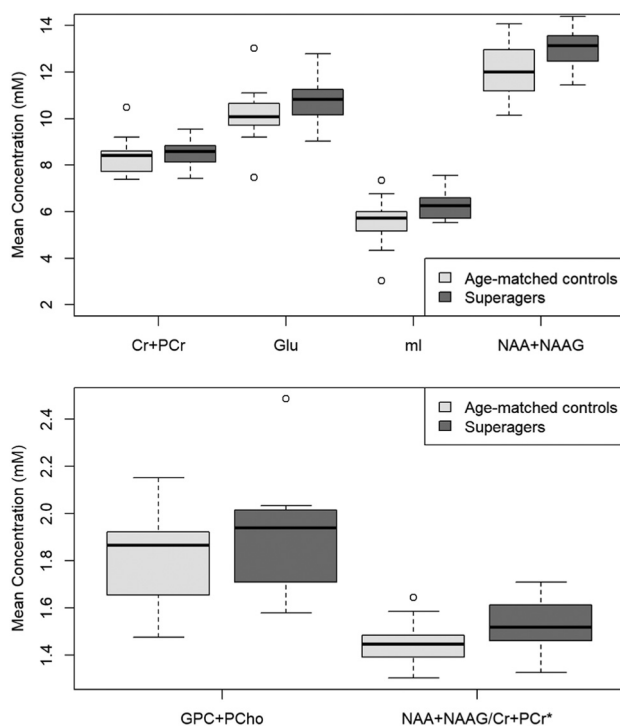 Mean Concentration (mM)
14
12
10
8
6
4
2
Age-matched controls
Superagers
Cr+PCr Glu mI NAA+NAAG
Mean Concentration (mM)
2.4
2.2
2.0
1.8
1.6
1.4
Age-matched controls
Superagers
GPC+PCho NAA+NAAG/Cr+PCr*